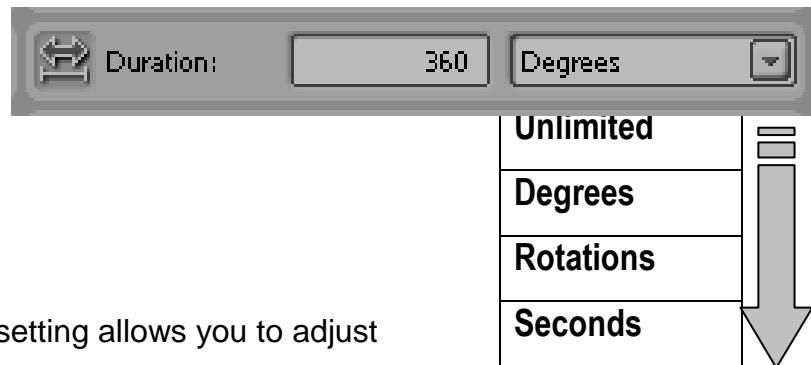 Duration: 360 Degrees
Unlimited
Degrees
Rotations
Seconds
setting allows you to adjust